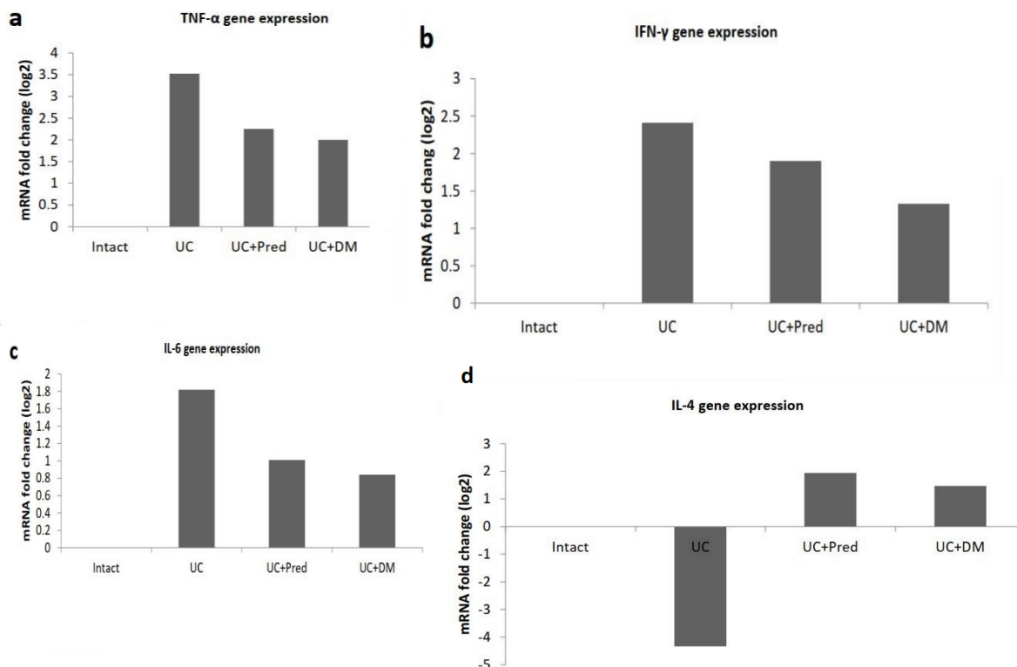 a
TNF-α gene expression
mRNA fold change (log2)
4
3.5
3
2.5
2
1.5
1
0.5
0
Intact UC UC+Pred UC+DM
b
IFN-γ gene expression
mRNA fold chang (log2)
3
2.5
2
1.5
1
0.5
0
Intact UC UC+Pred UC+DM
c
IL-6 gene expression
mRNA fold change (log2)
2
1.8
1.6
1.4
1.2
1
0.8
0.6
0.4
0.2
0
Intact UC UC+Pred UC+DM
d
IL-4 gene expression
mRNA fold change (log2)
3
2
1
0
-1
-2
-3
-4
-5
Intact UC UC+Pred UC+DM